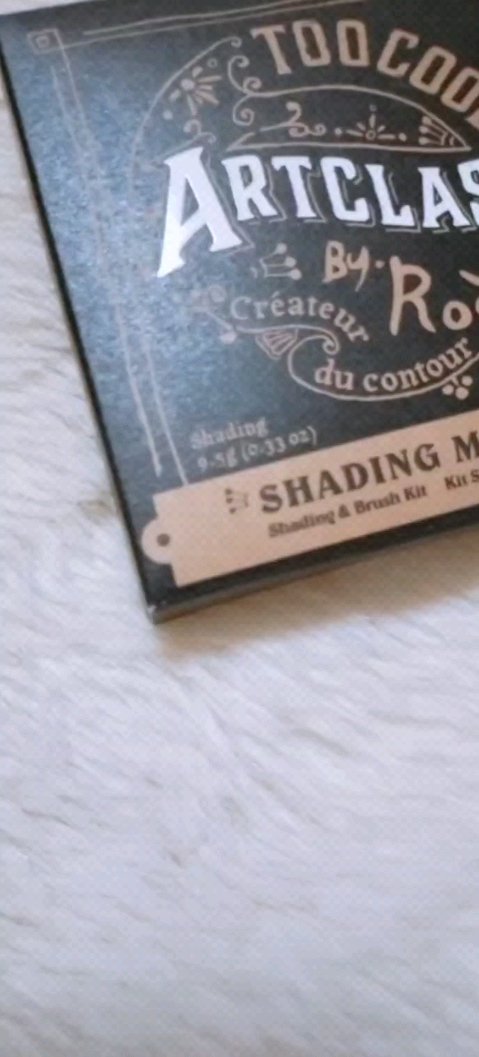 TOO COO
ARTCLAS
By. Ro
Créateur
du contour
Shading
9.5g (0.33 oz)
SHADING M
Shading & Brush Kit Kit S